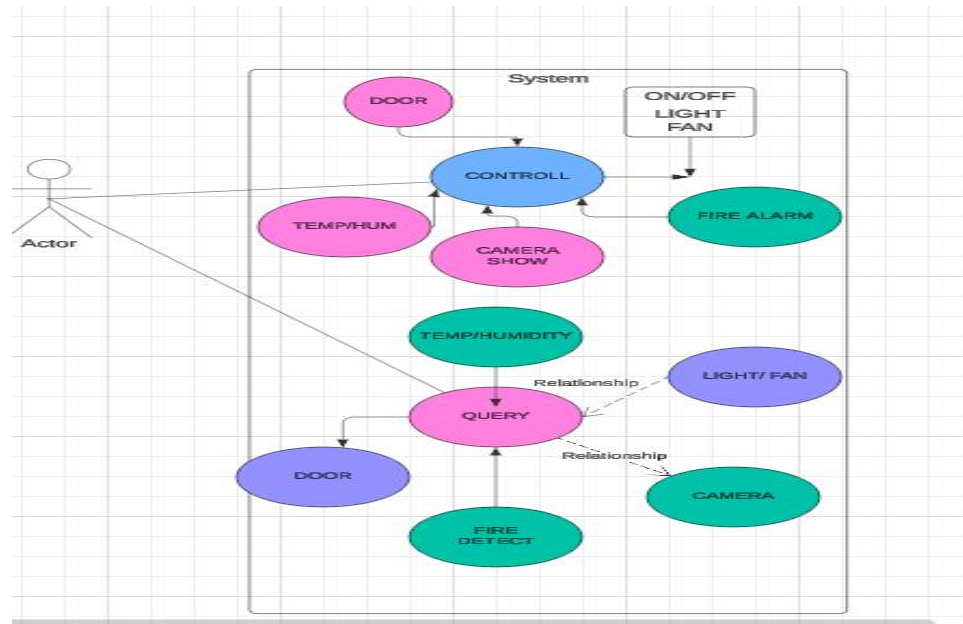 System
DOOR
ON/OFF
LIGHT
FAN
CONTROLL
FIRE ALARM
TEMP/HUM
CAMERA
SHOW
Actor
TEMP/HUMIDITY
LIGHT/ FAN
Relationship
QUERY
Relationship
DOOR
CAMERA
FIRE
DETECT